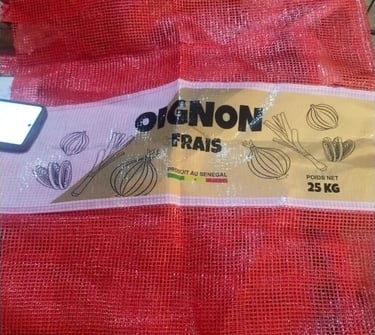 OIGNON
FRAIS
PRODUIT AU SENEGAL
POIDS NET
25 KG